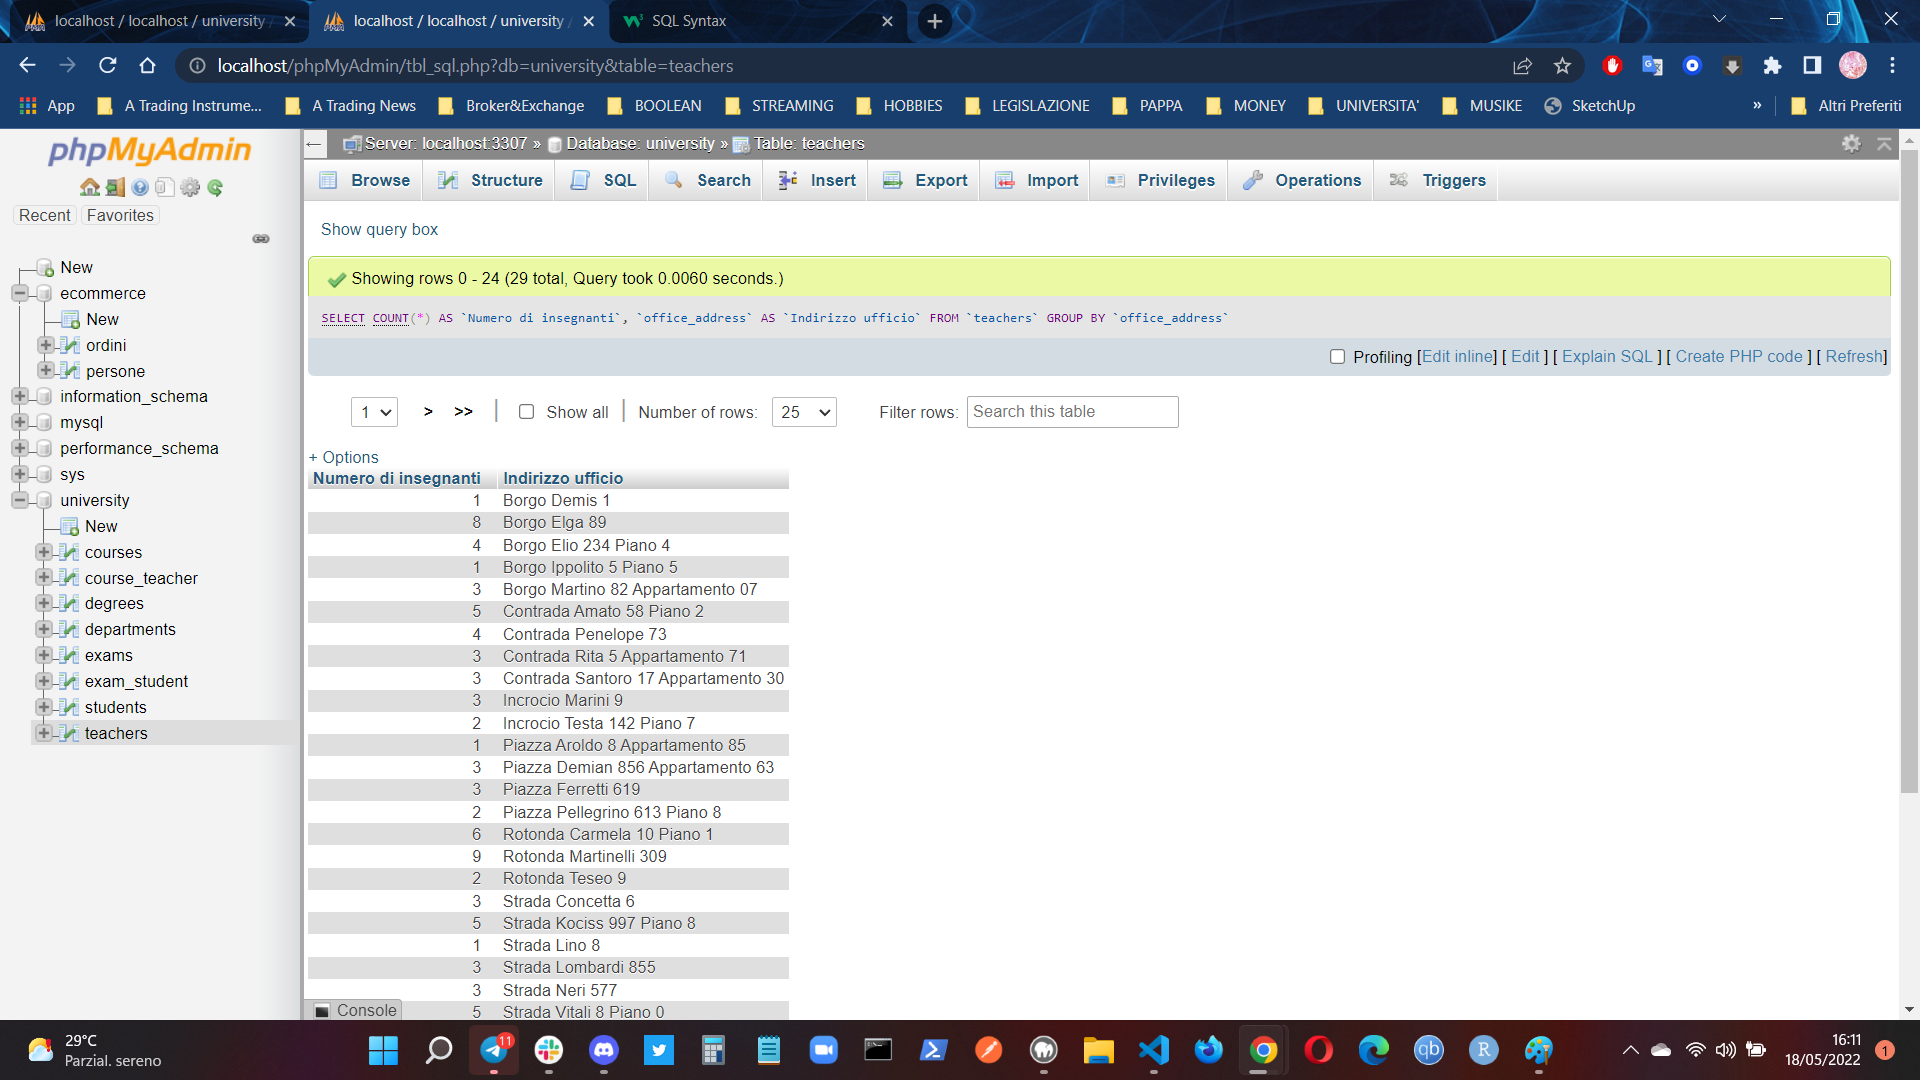 localhost / localhost / university
localhost / localhost / university
SQL Syntax
localhost/phpMyAdmin/tbl_sql.php?db=university&table=teachers
App
A Trading Instrume...
A Trading News
Broker&Exchange
BOOLEAN
STREAMING
HOBBIES
LEGISLAZIONE
PAPPA
MONEY
UNIVERSITA'
MUSIKE
SketchUp
»
Altri Preferiti
phpMyAdmin
Recent
Favorites
New
ecommerce
New
ordini
persone
information_schema
mysql
performance_schema
sys
university
New
courses
course_teacher
degrees
departments
exams
exam_student
students
teachers
Server: localhost:3307 » Database: university » Table: teachers
Browse
Structure
SQL
Search
Insert
Export
Import
Privileges
Operations
Triggers
Show query box
Showing rows 0 - 24 (29 total, Query took 0.0060 seconds.)
SELECT COUNT(*) AS `Numero di insegnanti`, `office_address` AS `Indirizzo ufficio` FROM `teachers` GROUP BY `office_address`
Profiling [Edit inline] [ Edit ] [ Explain SQL ] [ Create PHP code ] [ Refresh]
1 > >> | Show all | Number of rows: 25 Filter rows: Search this table
+ Options
Numero di insegnanti Indirizzo ufficio
1 Borgo Demis 1
8 Borgo Elga 89
4 Borgo Elio 234 Piano 4
1 Borgo Ippolito 5 Piano 5
3 Borgo Martino 82 Appartamento 07
5 Contrada Amato 58 Piano 2
4 Contrada Penelope 73
3 Contrada Rita 5 Appartamento 71
3 Contrada Santoro 17 Appartamento 30
3 Incrocio Marini 9
2 Incrocio Testa 142 Piano 7
1 Piazza Aroldo 8 Appartamento 85
3 Piazza Demian 856 Appartamento 63
3 Piazza Ferretti 619
2 Piazza Pellegrino 613 Piano 8
6 Rotonda Carmela 10 Piano 1
9 Rotonda Martinelli 309
2 Rotonda Teseo 9
3 Strada Concetta 6
5 Strada Kociss 997 Piano 8
1 Strada Lino 8
3 Strada Lombardi 855
3 Strada Neri 577
5 Strada Vitali 8 Piano 0
Console
29°C
Parzial. sereno
11
qb
R
16:11
18/05/2022
1